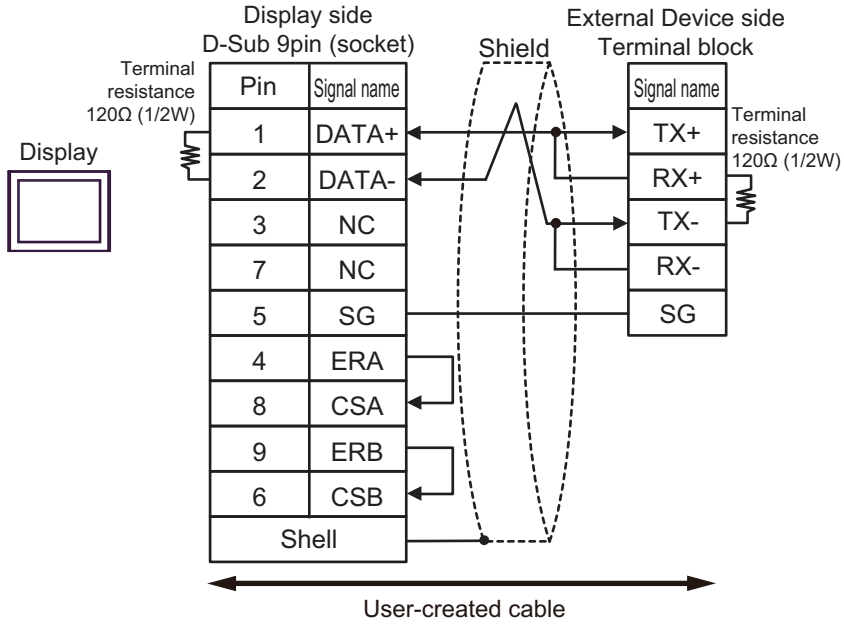 Display side
D-Sub 9pin (socket)
External Device side
Terminal block
Shield
Terminal
resistance
120Ω (1/2W)
Display
Pin Signal name
1 DATA+
2 DATA-
3 NC
7 NC
5 SG
4 ERA
8 CSA
9 ERB
6 CSB
Shell
Signal name
TX+
RX+
TX-
RX-
SG
Terminal
resistance
120Ω (1/2W)
User-created cable